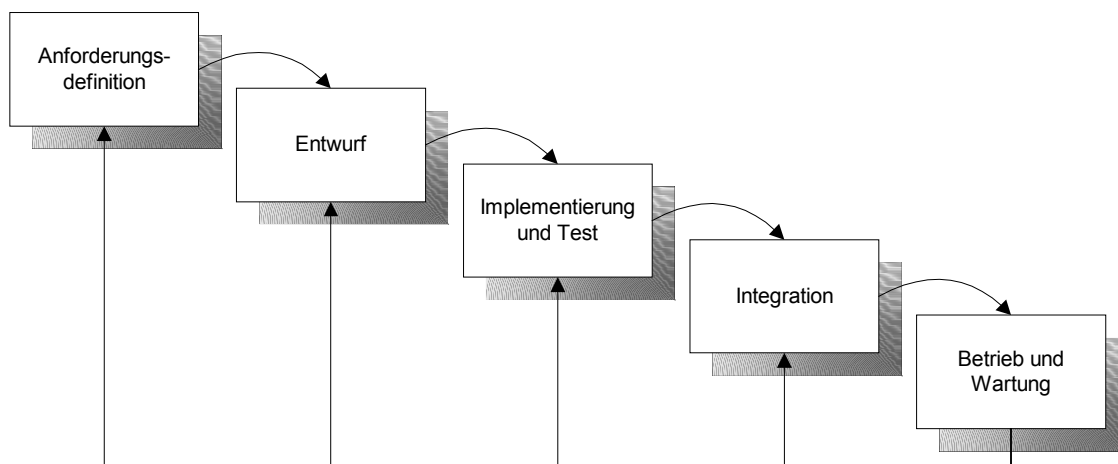 Anforderungs-
definition
Entwurf
Implementierung
und Test
Integration
Betrieb und
Wartung